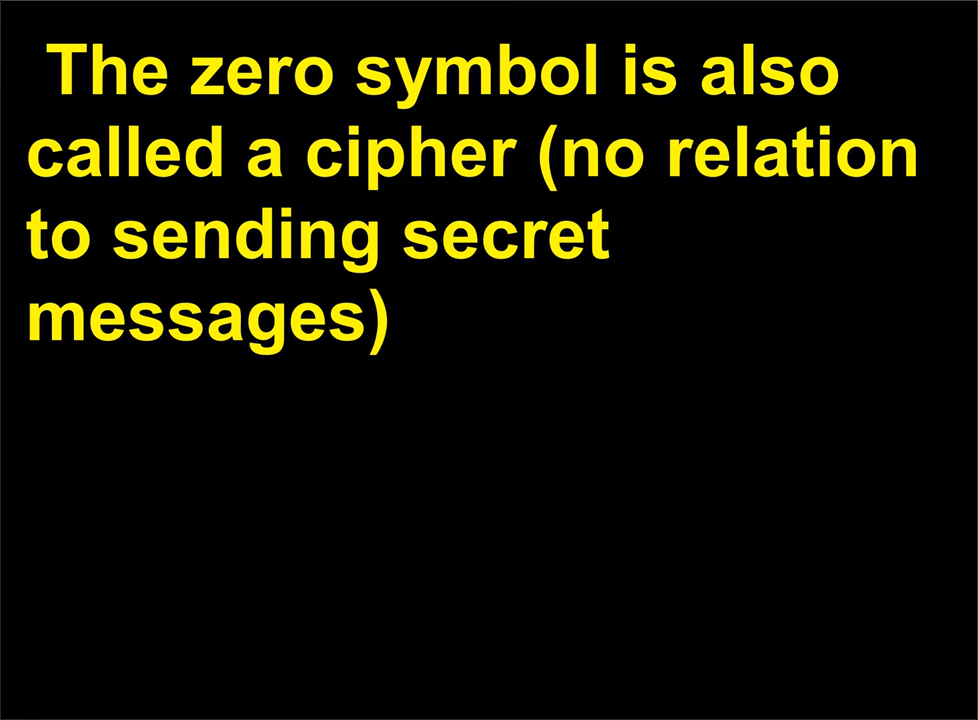 The zero symbol is also
called a cipher (no relation
to sending secret
messages)